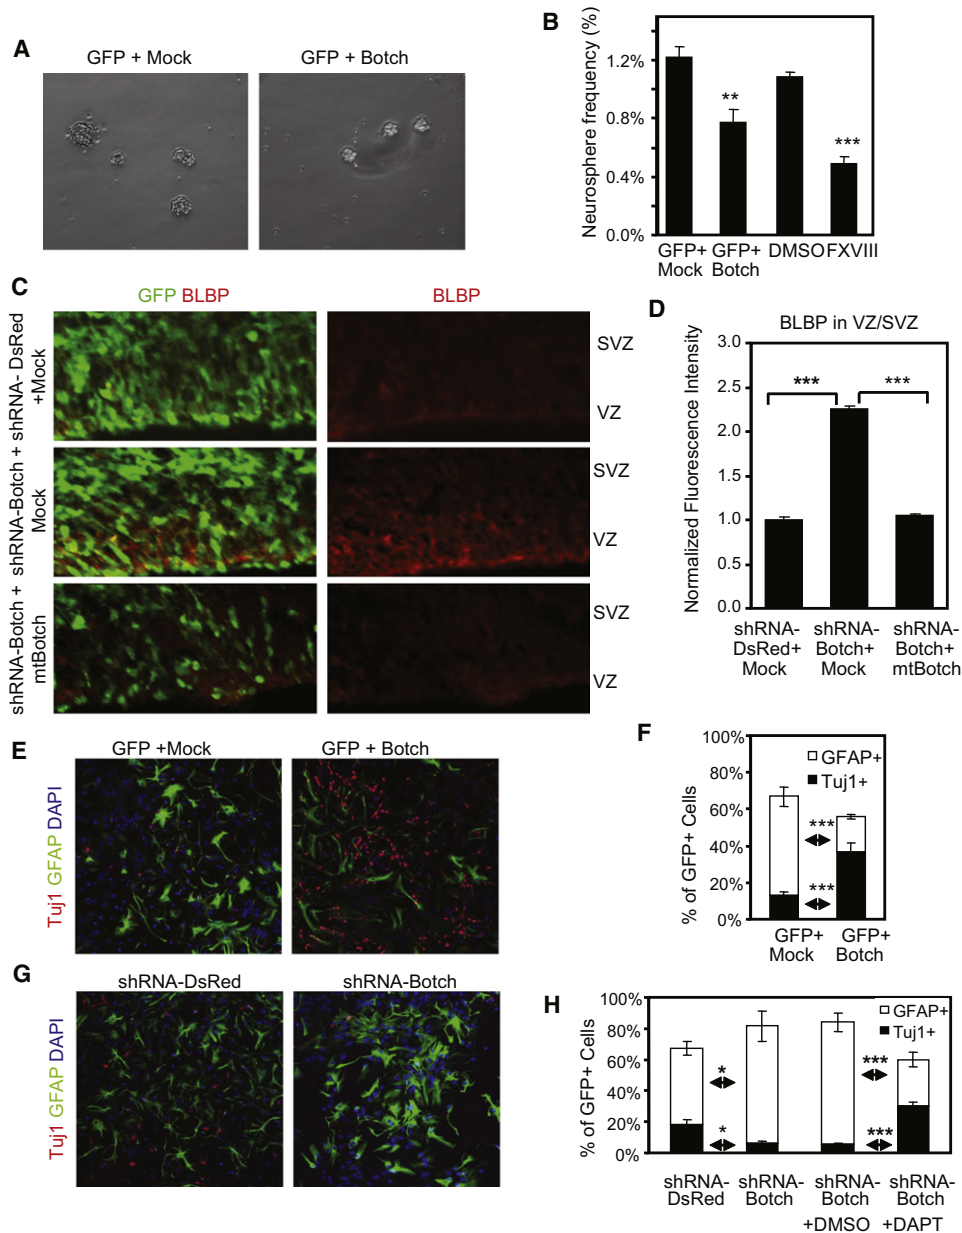 A
GFP + Mock
GFP + Botch
B
Neurosphere frequency (%)
1.2%
0.8%
0.4%
0.0%
**
***
GFP+
Mock
GFP+
Botch
DMSO
FXVIII
C
GFP BLBP
BLBP
shRNA-Botch + shRNA-Botch + shRNA- DsRed
mtBotch
Mock
+Mock
SVZ
VZ
SVZ
VZ
SVZ
VZ
D
BLBP in VZ/SVZ
Normalized Fluorescence Intensity
3.0
2.5
2.0
1.5
1.0
0.5
0.0
***
***
shRNA-
DsRed+
Mock
shRNA-
Botch+
Mock
shRNA-
Botch+
mtBotch
E
GFP +Mock
GFP + Botch
Tuj1 GFAP DAPI
F
% of GFP+ Cells
100%
80%
60%
40%
20%
0%
GFAP+
Tuj1+
***
***
GFP+
Mock
GFP+
Botch
G
shRNA-DsRed
shRNA-Botch
Tuj1 GFAP DAPI
H
% of GFP+ Cells
100%
80%
60%
40%
20%
0%
GFAP+
Tuj1+
*
*
***
***
shRNA-
DsRed
shRNA-
Botch
shRNA-
Botch
+DMSO
shRNA-
Botch
+DAPT